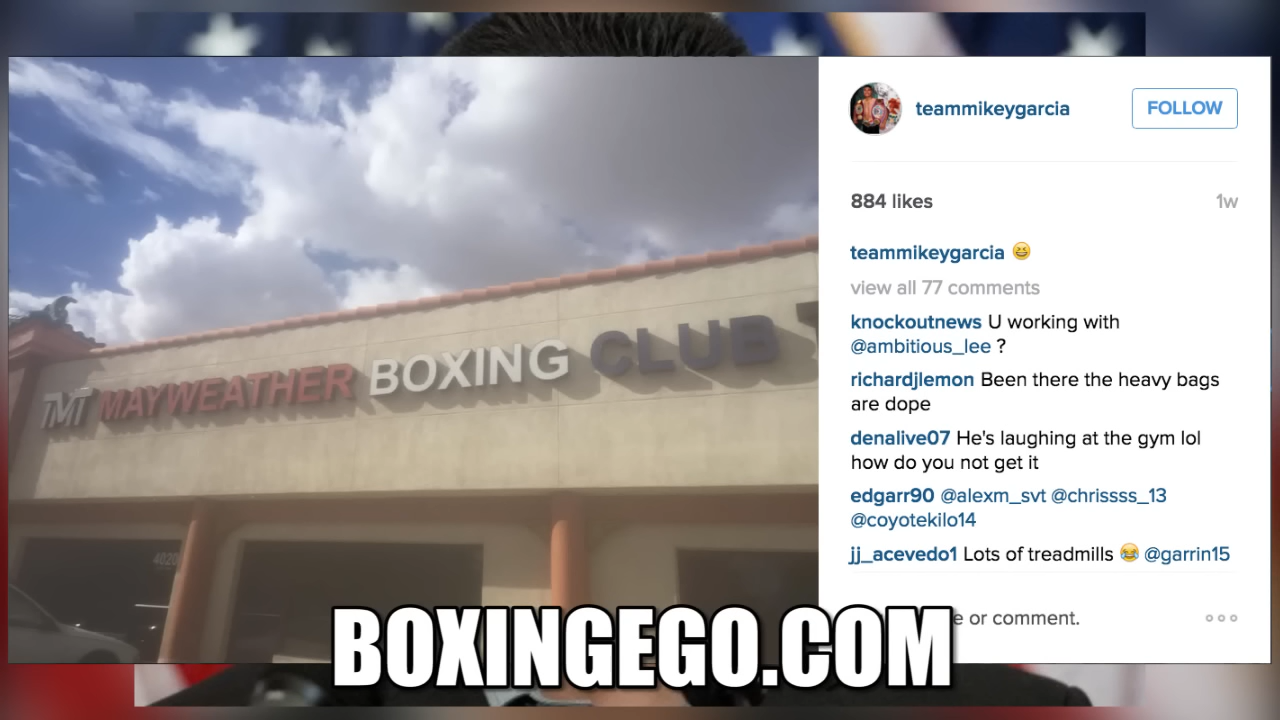 teammikeygarcia
FOLLOW
884 likes
1w
teammikeygarcia 😆
view all 77 comments
knockoutnews U working with
@ambitious_lee ?
richardjlemon Been there the heavy bags
are dope
denalive07 He's laughing at the gym lol
how do you not get it
edgarr90 @alexm_svt @chrissss_13
@coyotekilo14
jj_acevedo1 Lots of treadmills 😂 @garrin15
e or comment.
TMT MAYWEATHER BOXING CLUB
4020
BOXINGEGO.COM